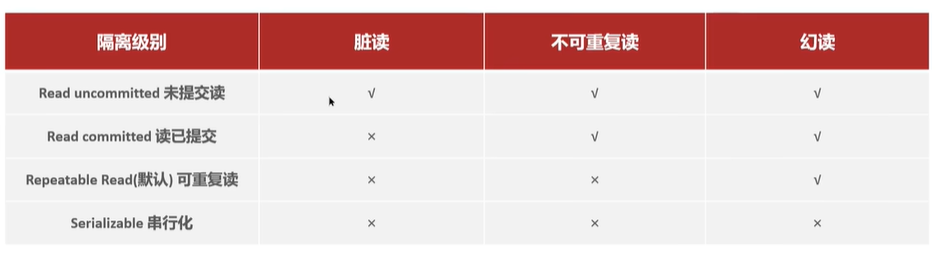 隔离级别 脏读 不可重复读 幻读
Read uncommitted 未提交读 √ √ √
Read committed 读已提交 × √ √
Repeatable Read(默认) 可重复读 × × √
Serializable 串行化 × × ×